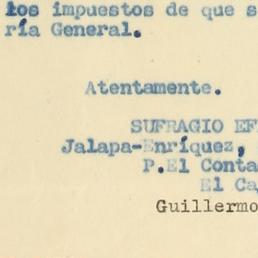 los impuestos de que s
ría General.
Atentamente.
SUFRAGIO EF
Jalapa-Enríquez,
P.El Conta
El Ca
Guillermo